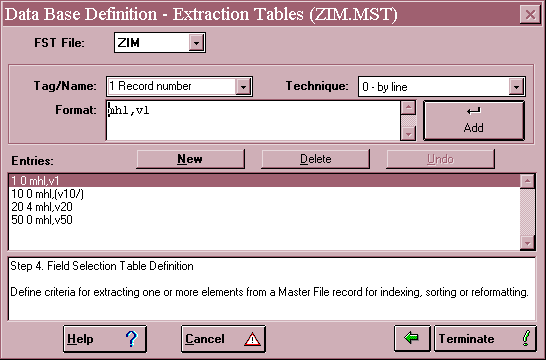 Data Base Definition - Extraction Tables (ZIM.MST)
FST File: ZIM
Tag/Name: 1 Record number Technique: 0 - by line
Format: mhl,v1
Add
Entries: New Delete Undo
1 0 mhl,v1
10 0 mhl,(v10/)
20 4 mhl,v20
50 0 mhl,v50
Step 4. Field Selection Table Definition
Define criteria for extracting one or more elements from a Master File record for indexing, sorting or reformatting.
Help ? Cancel Terminate